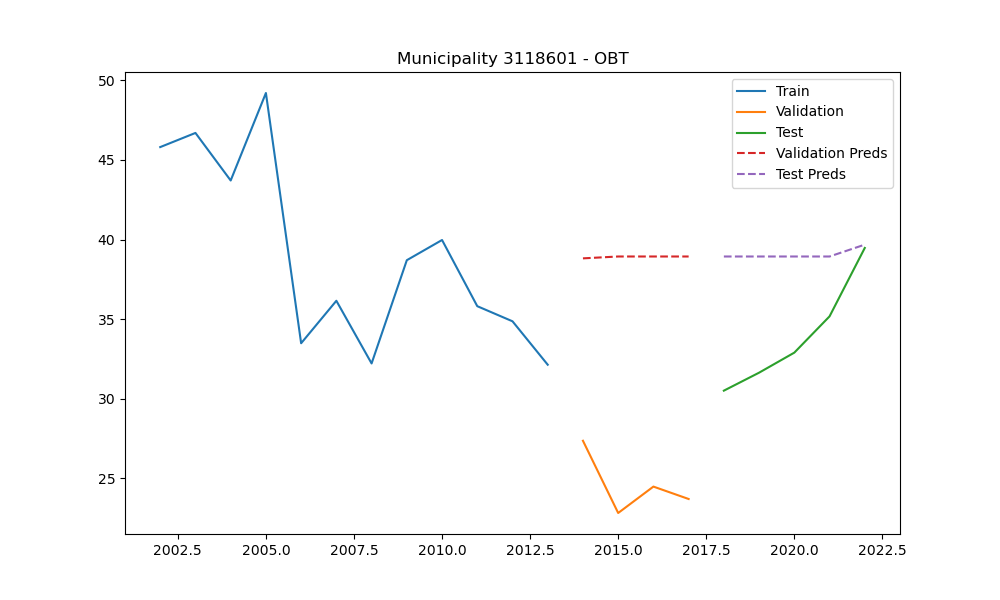 Municipality 3118601 - OBT
50
45
40
35
30
25
Train
Validation
Test
Validation Preds
Test Preds
2002.5 2005.0 2007.5 2010.0 2012.5 2015.0 2017.5 2020.0 2022.5